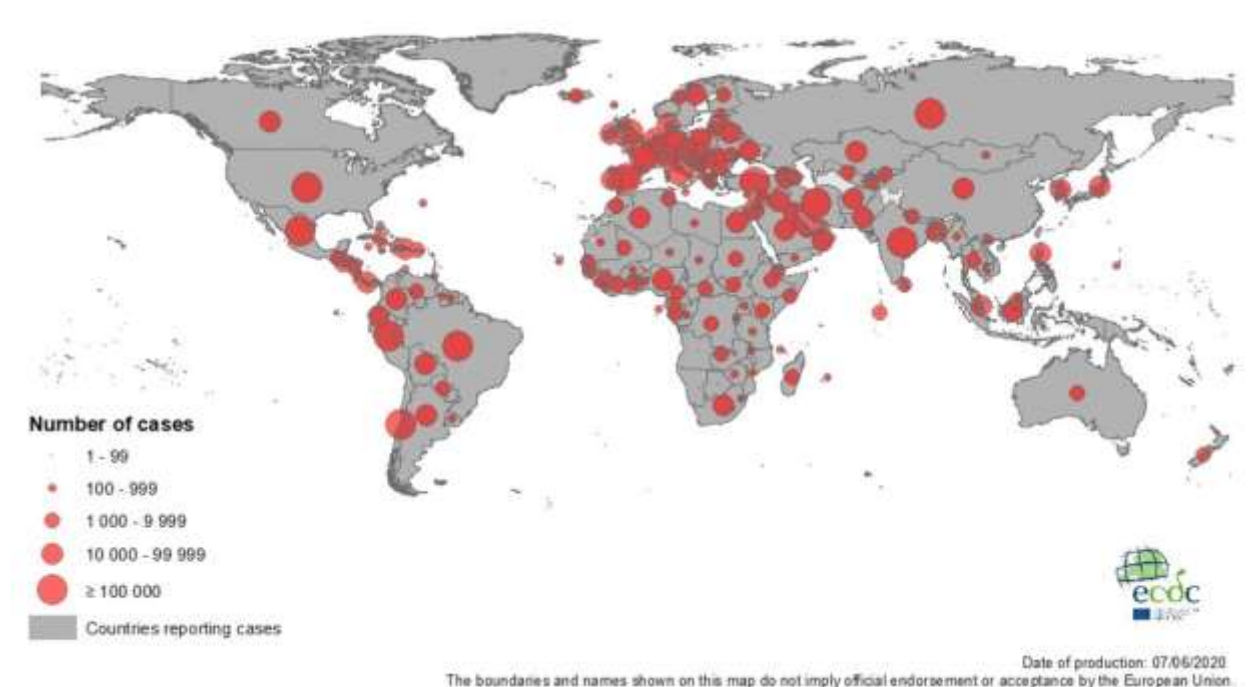 Number of cases
1 - 99
100 - 999
1 000 - 9 999
10 000 - 99 999
≥ 100 000
Countries reporting cases
ecdc
Date of production: 07/06/2020
The boundaries and names shown on this map do not imply official endorsement or acceptance by the European Union.